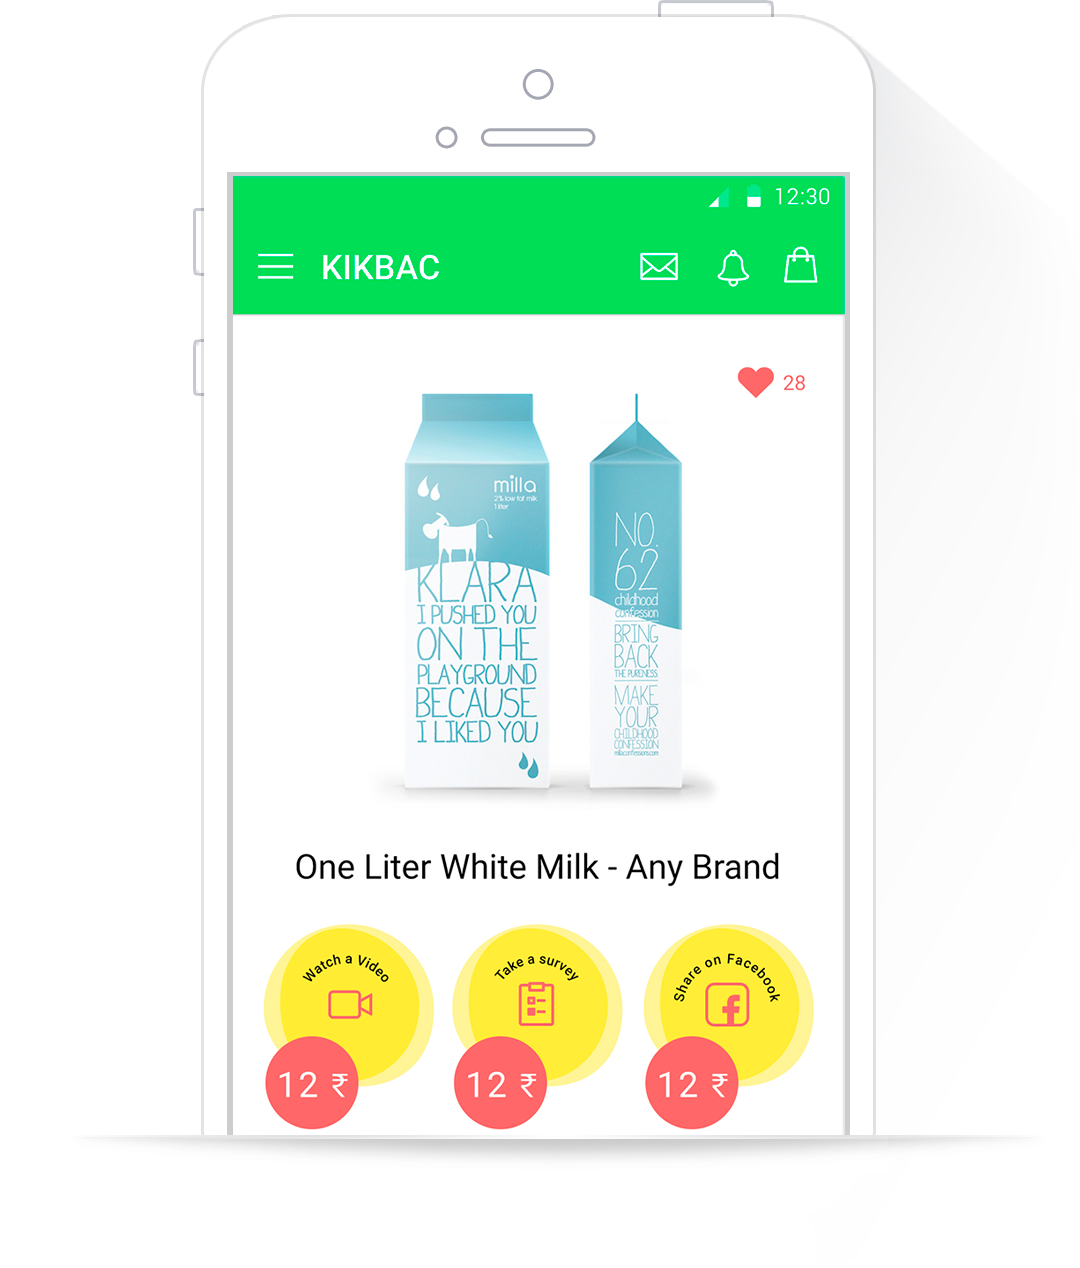 12:30
KIKBAC
28
milla
2% low fat milk
1 liter
KLARA
I PUSHED YOU
ON THE
PLAYGROUND
BECAUSE
I LIKED YOU
NO.
62
childhood
confession
BRING
BACK
THE PURENESS
MAKE
YOUR
CHILDHOOD
CONFESSION
millaconfessions.com
One Liter White Milk - Any Brand
Watch a Video
Take a survey
Share on Facebook
12 ₹
12 ₹
12 ₹